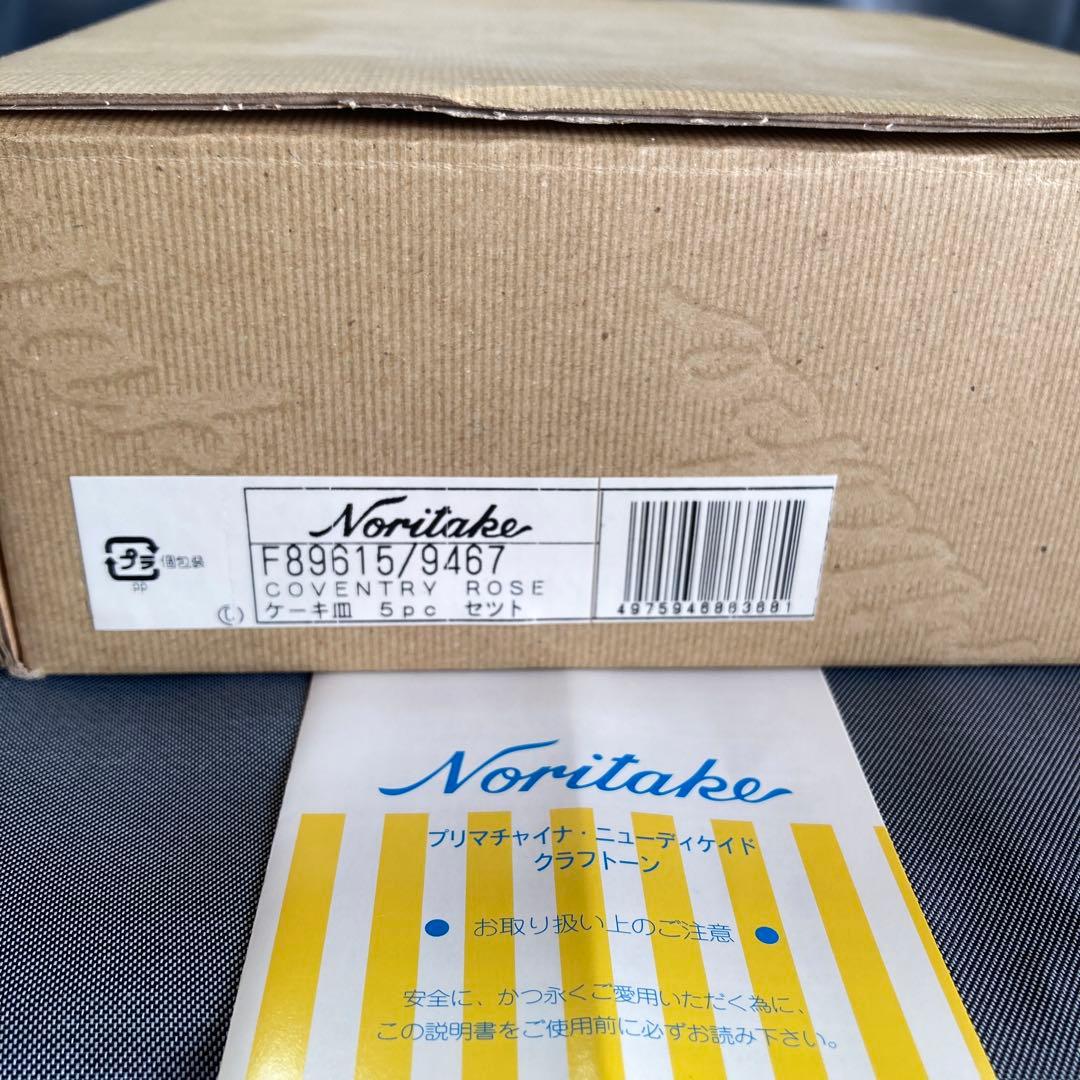 Noritake
F89615/9467
COVENTRY ROSE
ケーキ皿 5pc セット
プラ 個包装
PP
(L)
4975946863681
Noritake
プリマチャイナ・ニューディケイド
クラフトーン
● お取り扱い上のご注意 ●
安全に、かつ永くご愛用いただく為に、
この説明書をご使用前に必ずお読み下さい。